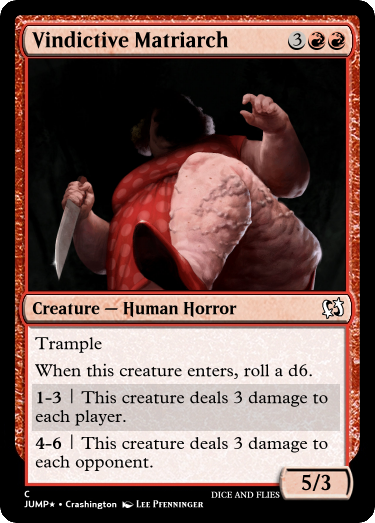 Vindictive Matriarch 3
Creature — Human Horror
Trample
When this creature enters, roll a d6.
1-3 | This creature deals 3 damage to
each player.
4-6 | This creature deals 3 damage to
each opponent.
5/3
C
DICE AND FLIES
JUMP★ • Crashington Lee Pfenninger